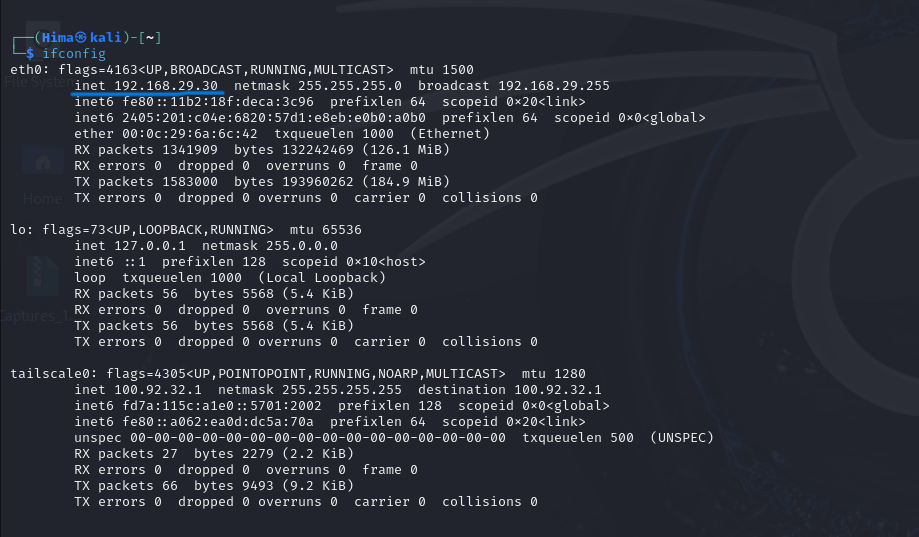 ┌──(Hima㉿kali)-[~]
└─$ ifconfig
eth0: flags=4163<UP,BROADCAST,RUNNING,MULTICAST>  mtu 1500
        inet 192.168.29.30  netmask 255.255.255.0  broadcast 192.168.29.255
        inet6 fe80::11b2:18f:deca:3c96  prefixlen 64  scopeid 0×20<link>
        inet6 2405:201:c04e:6820:57d1:e8eb:e0b0:a0b0  prefixlen 64  scopeid 0×0<global>
        ether 00:0c:29:6a:6c:42  txqueuelen 1000  (Ethernet)
        RX packets 1341909  bytes 132242469 (126.1 MiB)
        RX errors 0  dropped 0  overruns 0  frame 0
        TX packets 1583000  bytes 193960262 (184.9 MiB)
        TX errors 0  dropped 0 overruns 0  carrier 0  collisions 0

lo: flags=73<UP,LOOPBACK,RUNNING>  mtu 65536
        inet 127.0.0.1  netmask 255.0.0.0
        inet6 ::1  prefixlen 128  scopeid 0×10<host>
        loop  txqueuelen 1000  (Local Loopback)
        RX packets 56  bytes 5568 (5.4 KiB)
        RX errors 0  dropped 0  overruns 0  frame 0
        TX packets 56  bytes 5568 (5.4 KiB)
        TX errors 0  dropped 0 overruns 0  carrier 0  collisions 0

tailscale0: flags=4305<UP,POINTOPOINT,RUNNING,NOARP,MULTICAST>  mtu 1280
        inet 100.92.32.1  netmask 255.255.255.255  destination 100.92.32.1
        inet6 fd7a:115c:a1e0::5701:2002  prefixlen 128  scopeid 0×0<global>
        inet6 fe80::a062:ea0d:dc5a:70a  prefixlen 64  scopeid 0×20<link>
        unspec 00-00-00-00-00-00-00-00-00-00-00-00-00-00-00-00  txqueuelen 500  (UNSPEC)
        RX packets 27  bytes 2279 (2.2 KiB)
        RX errors 0  dropped 0  overruns 0  frame 0
        TX packets 66  bytes 9493 (9.2 KiB)
        TX errors 0  dropped 0 overruns 0  carrier 0  collisions 0
File System
Home